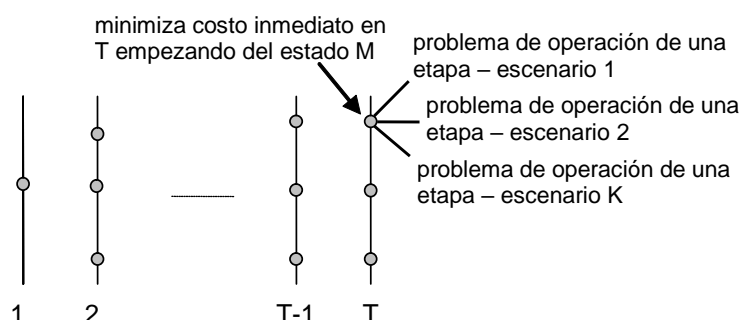 minimiza costo inmediato en
T empezando del estado M
problema de operación de una
etapa – escenario 1
problema de operación de una
etapa – escenario 2
problema de operación de una
etapa – escenario K
1 2 T-1 T